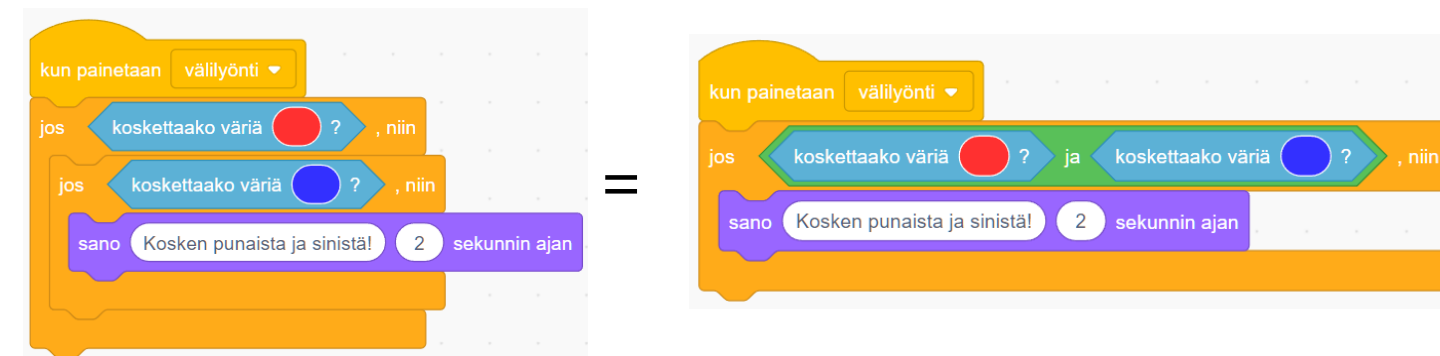 kun painetaan välilyönti
jos koskettaako väriä ? , niin
jos koskettaako väriä ? , niin
sano Kosken punaista ja sinistä! 2 sekunnin ajan
=
kun painetaan välilyönti
jos koskettaako väriä ? ja koskettaako väriä ? , niin
sano Kosken punaista ja sinistä! 2 sekunnin ajan